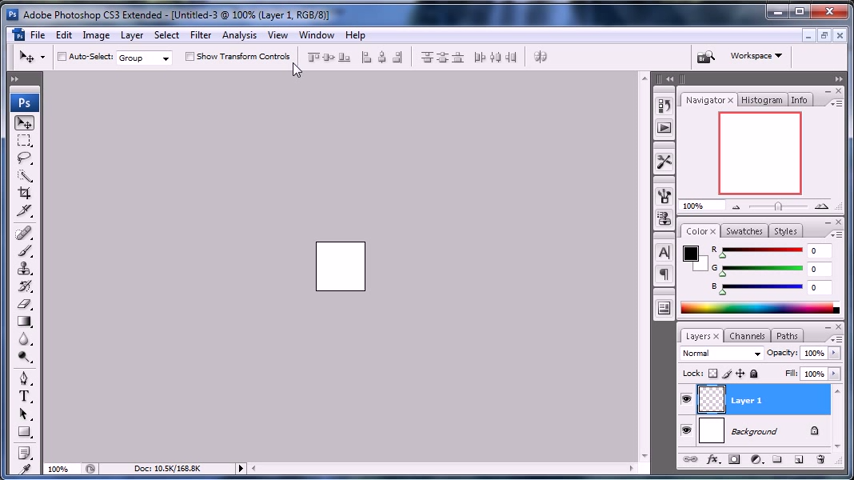 Adobe Photoshop CS3 Extended - [Untitled-3 @ 100% (Layer 1, RGB/8)]
File Edit Image Layer Select Filter Analysis View Window Help
Auto-Select: Group Show Transform Controls Workspace
Ps
Navigator Histogram Info
100%
Color Swatches Styles
R 0
G 0
B 0
Layers Channels Paths
Normal Opacity: 100%
Lock: Fill: 100%
Layer 1
Background
100% Doc: 10.5K/168.8K